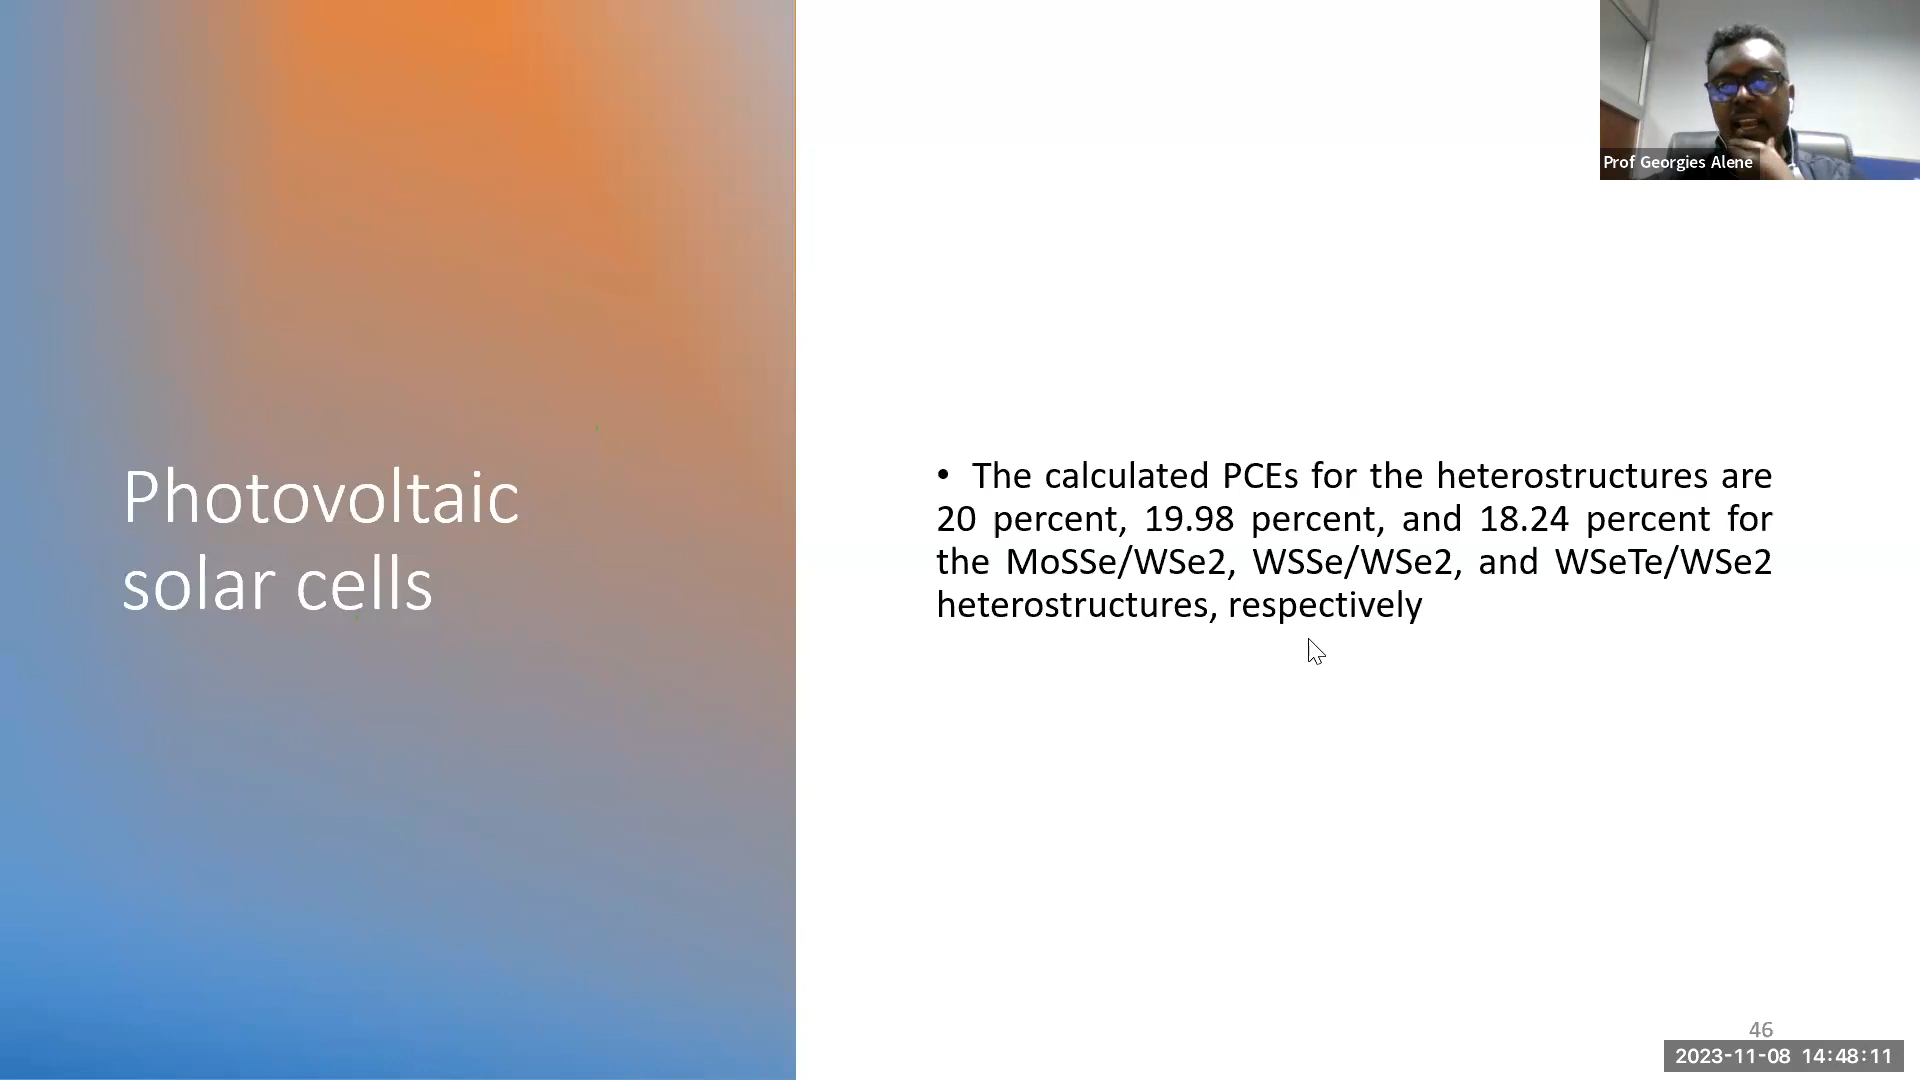 Prof Georgies Alene
Photovoltaic
solar cells
• The calculated PCEs for the heterostructures are
20 percent, 19.98 percent, and 18.24 percent for
the MoSSe/WSe2, WSSe/WSe2, and WSeTe/WSe2
heterostructures, respectively
46
2023-11-08 14:48:11